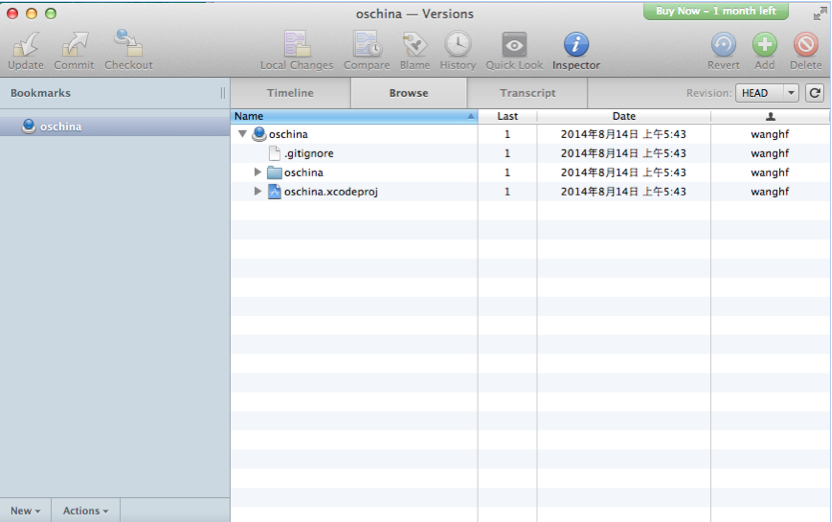 oschina — Versions
Buy Now – 1 month left
Update Commit Checkout Local Changes Compare Blame History Quick Look Inspector Revert Add Delete
Bookmarks
Timeline Browse Transcript Revision: HEAD
oschina
Name Last Date
oschina 1 2014年8月14日 上午5:43 wanghf
.gitignore 1 2014年8月14日 上午5:43 wanghf
oschina 1 2014年8月14日 上午5:43 wanghf
oschina.xcodeproj 1 2014年8月14日 上午5:43 wanghf
New Actions